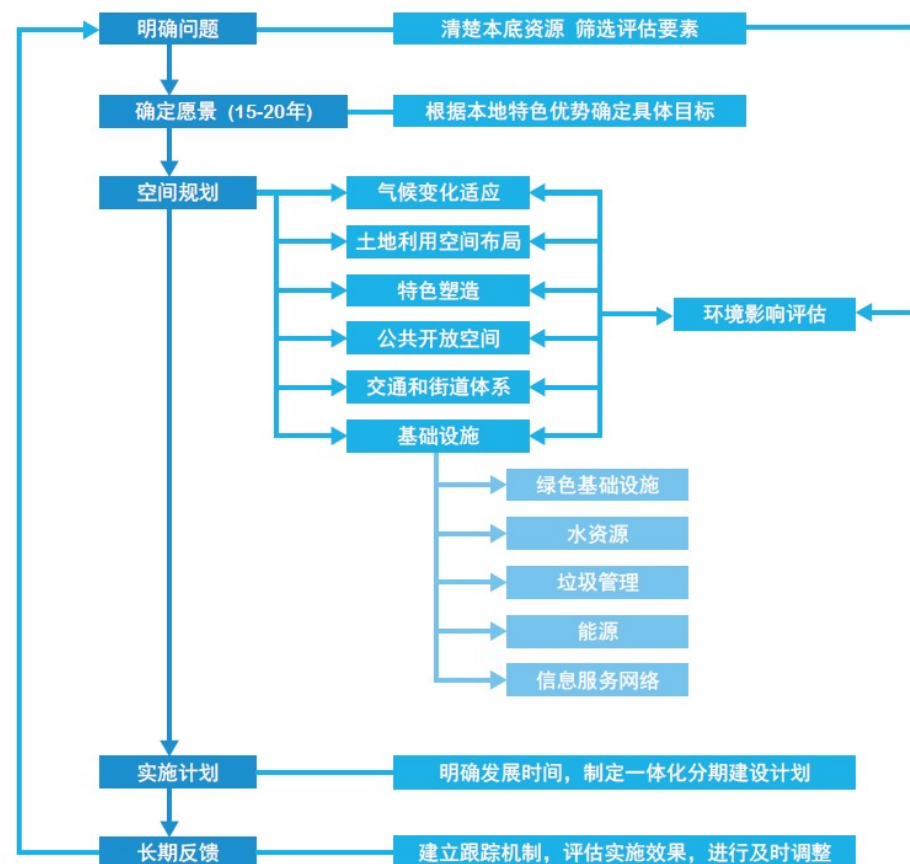 明确问题
清楚本底资源 筛选评估要素
确定愿景 (15-20年)
根据本地特色优势确定具体目标
空间规划
气候变化适应
土地利用空间布局
特色塑造
环境影响评估
公共开放空间
交通和街道体系
基础设施
绿色基础设施
水资源
垃圾管理
能源
信息服务网络
实施计划
明确发展时间，制定一体化分期建设计划
长期反馈
建立跟踪机制，评估实施效果，进行及时调整